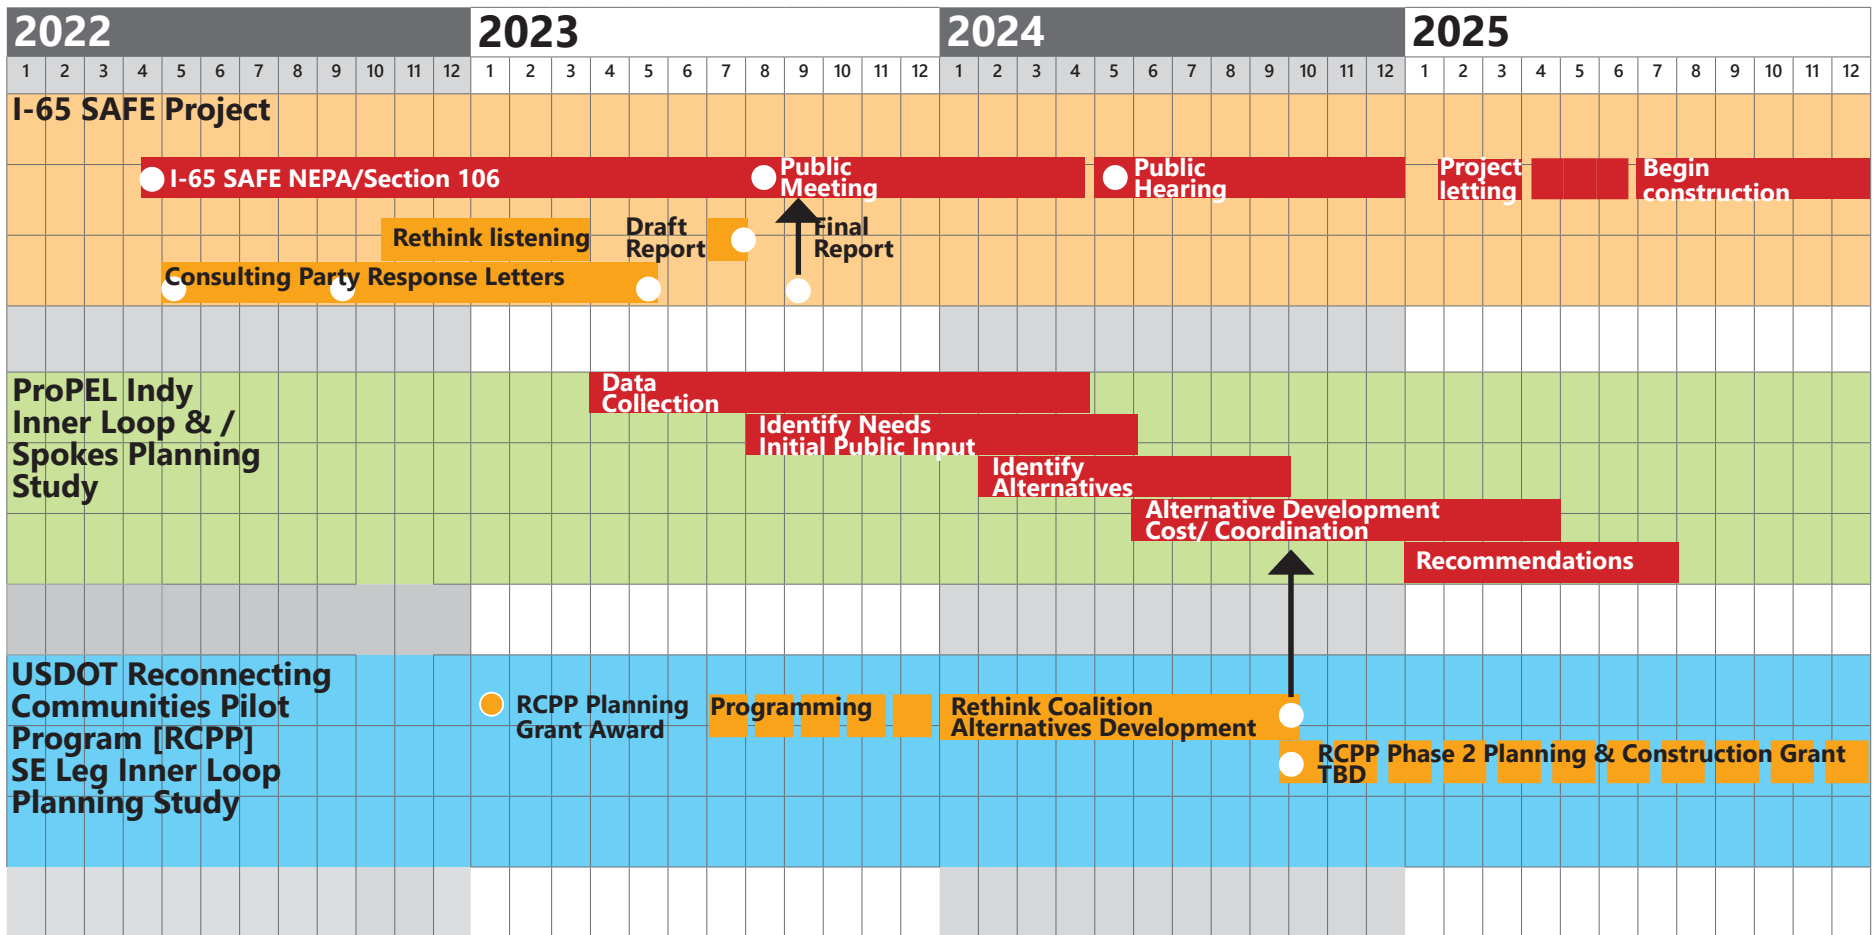 2022 2023 2024 2025
1 2 3 4 5 6 7 8 9 10 11 12 1 2 3 4 5 6 7 8 9 10 11 12 1 2 3 4 5 6 7 8 9 10 11 12 1 2 3 4 5 6 7 8 9 10 11 12
I-65 SAFE Project
I-65 SAFE NEPA/Section 106
Public
Meeting
Public
Hearing
Project
letting
Begin
construction
Rethink listening
Draft
Report
Final
Report
Consulting Party Response Letters
ProPEL Indy
Inner Loop & /
Spokes Planning
Study
Data
Collection
Identify Needs
Initial Public Input
Identify
Alternatives
Alternative Development
Cost/ Coordination
Recommendations
USDOT Reconnecting
Communities Pilot
Program [RCPP]
SE Leg Inner Loop
Planning Study
RCPP Planning
Grant Award
Programming
Rethink Coalition
Alternatives Development
RCPP Phase 2 Planning & Construction Grant
TBD